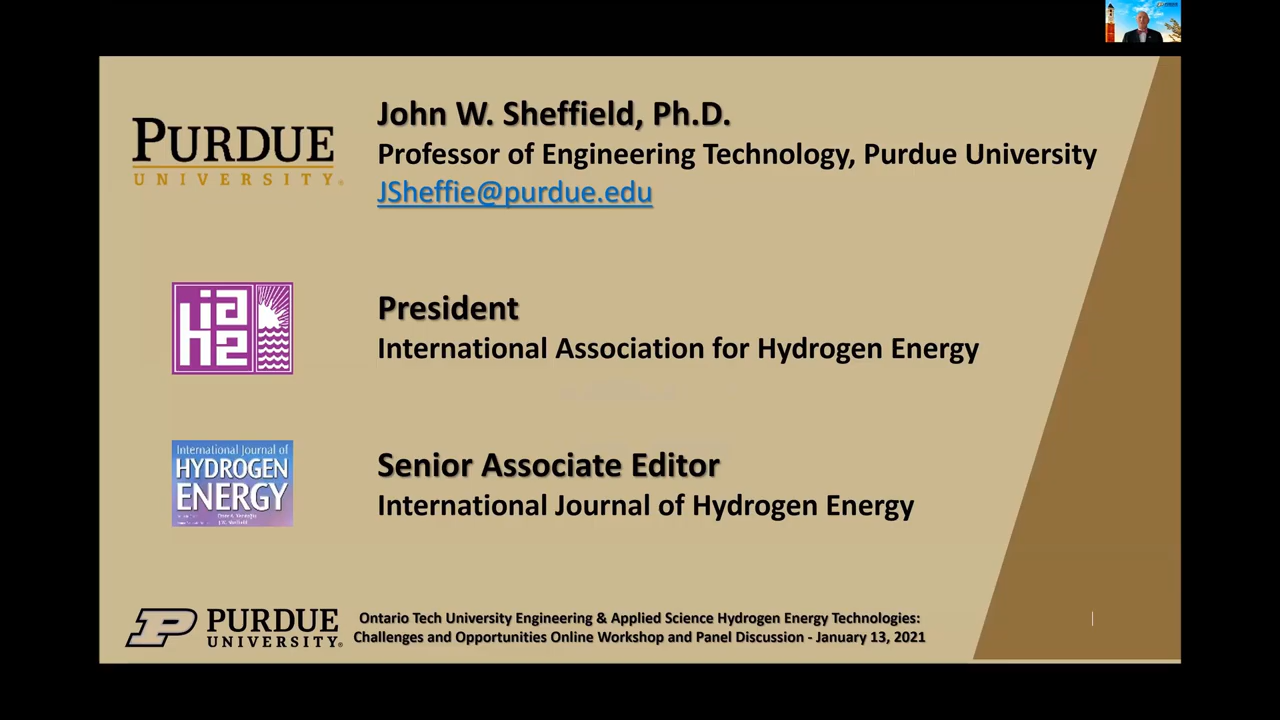 John W. Sheffield, Ph.D.
PURDUE
UNIVERSITY®
Professor of Engineering Technology, Purdue University
JSheffie@purdue.edu
iaH2
President
International Association for Hydrogen Energy
International Journal of
HYDROGEN
ENERGY
Senior Associate Editor
International Journal of Hydrogen Energy
P PURDUE
UNIVERSITY®
Ontario Tech University Engineering & Applied Science Hydrogen Energy Technologies:
Challenges and Opportunities Online Workshop and Panel Discussion - January 13, 2021